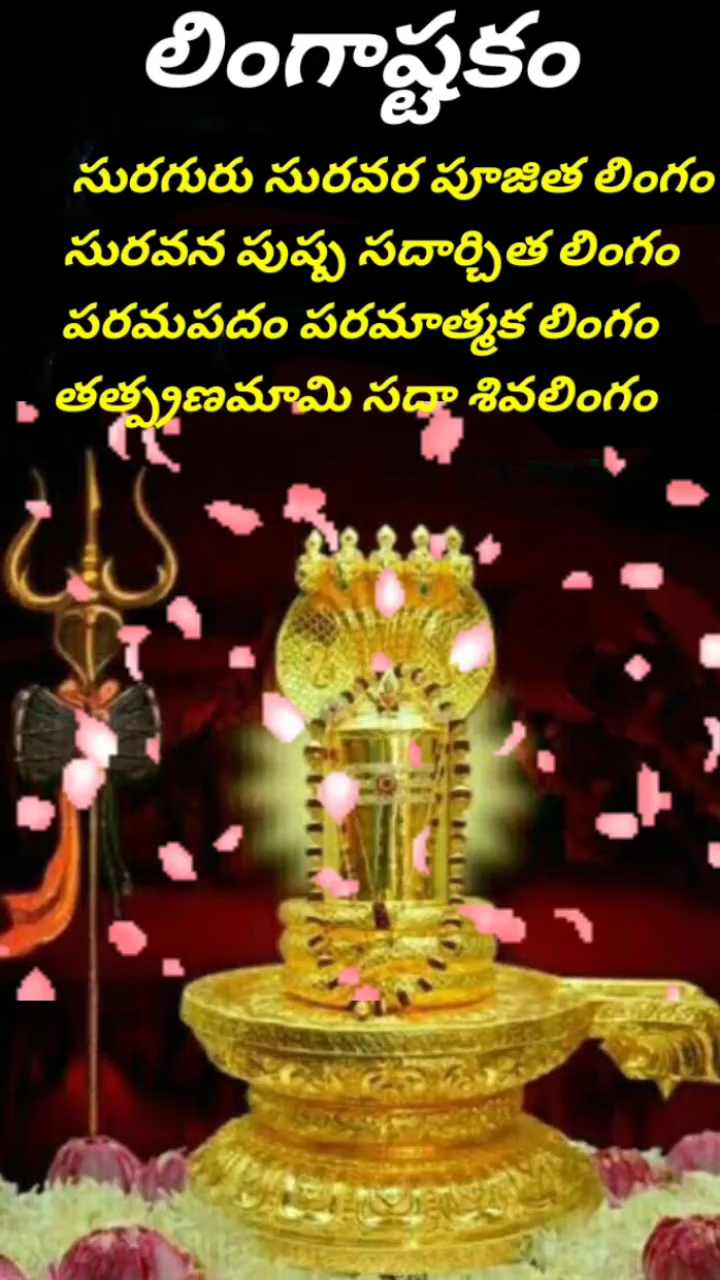 లింగాష్టకం
సురగురు సురవర పూజిత లింగం
సురవన పుష్ప సదార్చిత లింగం
పరమపదం పరమాత్మక లింగం
తత్ప్రణమామి సదా శివలింగం